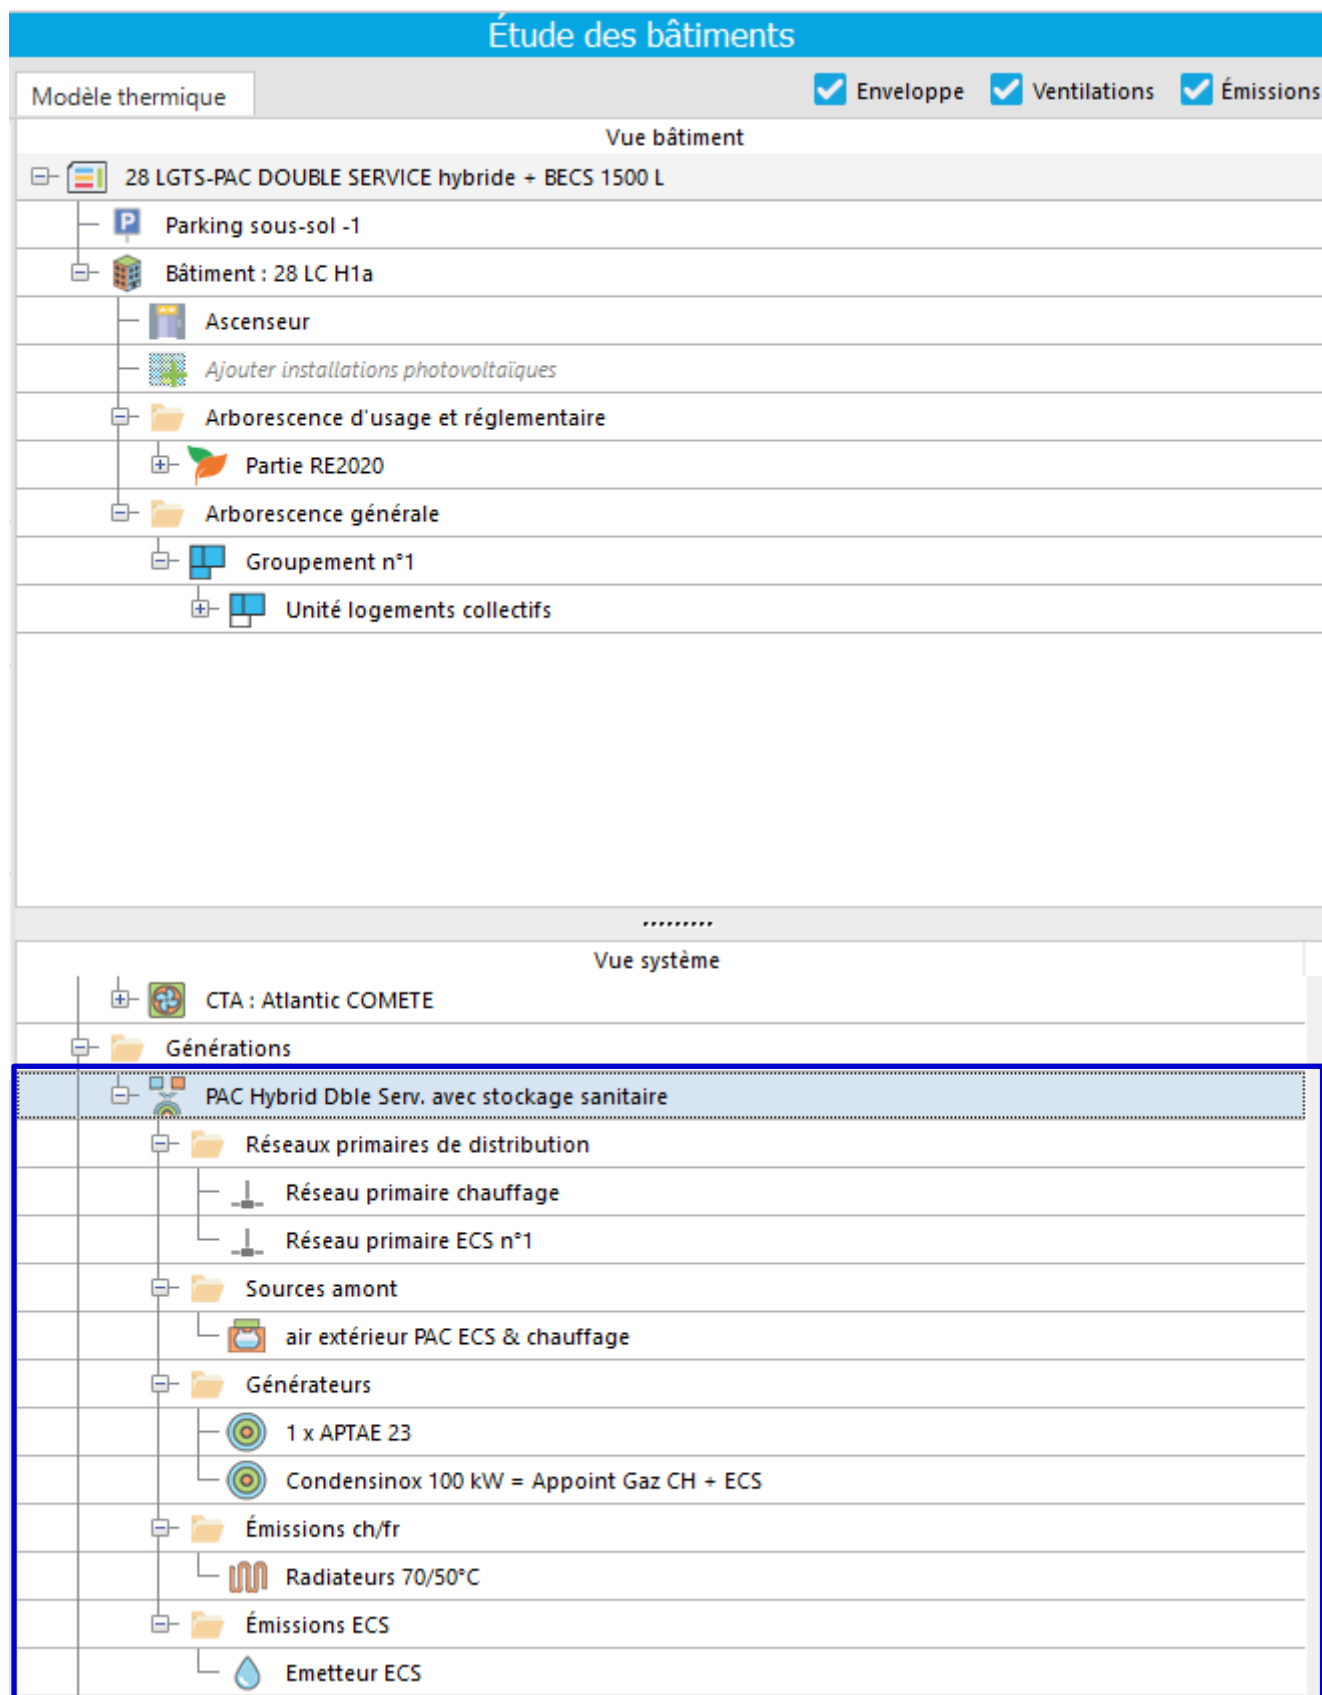 Étude des bâtiments
Modèle thermique
Enveloppe Ventilations Émissions
Vue bâtiment
28 LGTS-PAC DOUBLE SERVICE hybride + BECS 1500 L
P Parking sous-sol -1
Bâtiment : 28 LC H1a
Ascenseur
Ajouter installations photovoltaïques
Arborescence d'usage et réglementaire
Partie RE2020
Arborescence générale
Groupement n°1
Unité logements collectifs
Vue système
CTA : Atlantic COMETE
Générations
PAC Hybrid Dble Serv. avec stockage sanitaire
Réseaux primaires de distribution
Réseau primaire chauffage
Réseau primaire ECS n°1
Sources amont
air extérieur PAC ECS & chauffage
Générateurs
1 x APTAE 23
Condensinox 100 kW = Appoint Gaz CH + ECS
Émissions ch/fr
Radiateurs 70/50°C
Émissions ECS
Emetteur ECS